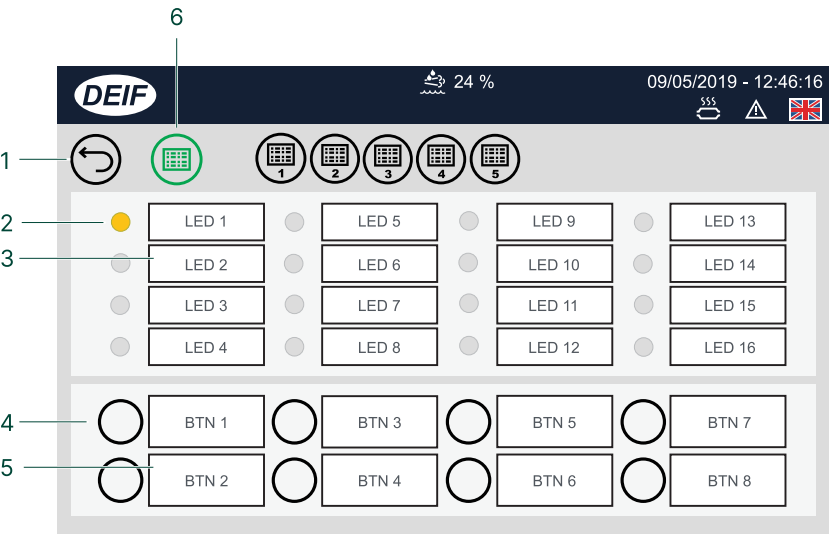 6
DEIF
24 %
09/05/2019 - 12:46:16
1
1 2 3 4 5
2
LED 1 LED 5 LED 9 LED 13
3
LED 2 LED 6 LED 10 LED 14
LED 3 LED 7 LED 11 LED 15
LED 4 LED 8 LED 12 LED 16
4
BTN 1 BTN 3 BTN 5 BTN 7
5
BTN 2 BTN 4 BTN 6 BTN 8